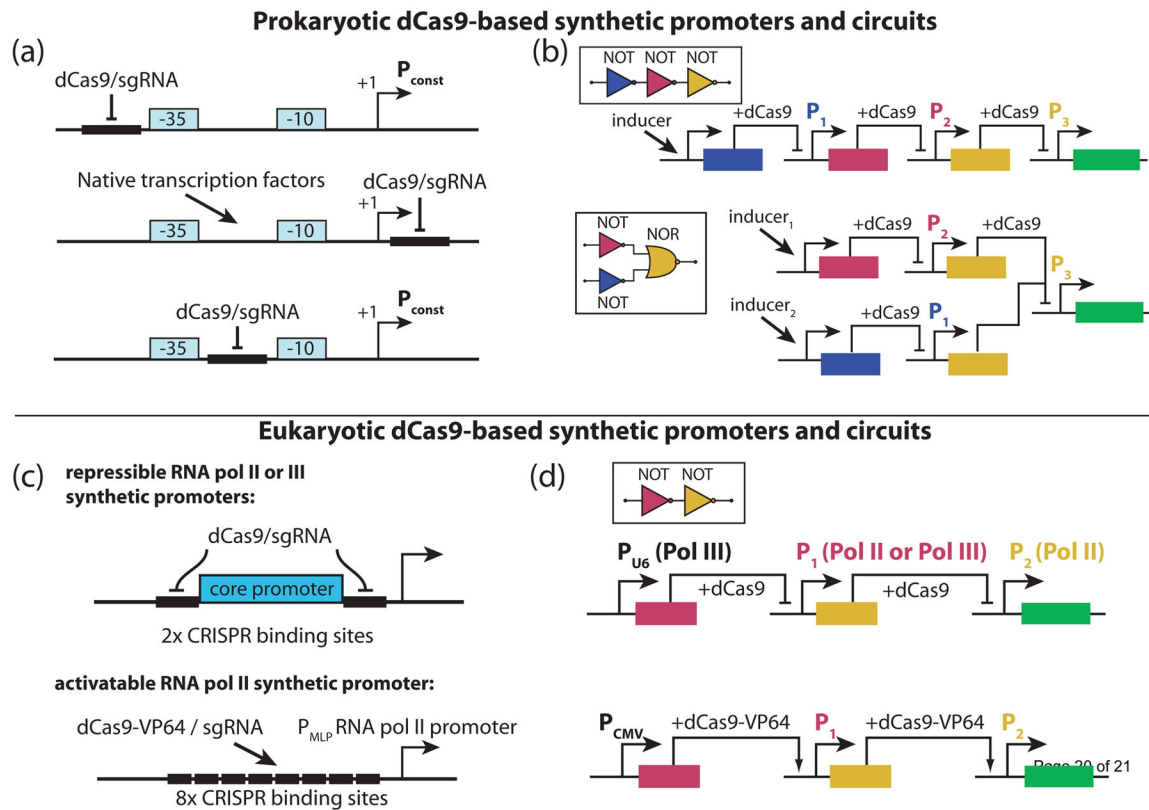 Prokaryotic dCas9-based synthetic promoters and circuits
(a)
dCas9/sgRNA
-35
-10
+1
Pconst
Native transcription factors
dCas9/sgRNA
+1
-35
-10
dCas9/sgRNA
+1
Pconst
-35
-10
(b)
NOT NOT NOT
inducer
+dCas9
P1
+dCas9
P2
+dCas9
P3
NOT
NOR
NOT
inducer1
+dCas9
P2
+dCas9
P3
inducer2
+dCas9
P1
Eukaryotic dCas9-based synthetic promoters and circuits
(c)
repressible RNA pol II or III
synthetic promoters:
dCas9/sgRNA
core promoter
2x CRISPR binding sites
activatable RNA pol II synthetic promoter:
dCas9-VP64 / sgRNA
PMLP RNA pol II promoter
8x CRISPR binding sites
(d)
NOT NOT
PU6 (Pol III)
P1 (Pol II or Pol III)
P2 (Pol II)
+dCas9
+dCas9
PCMV
+dCas9-VP64
P1
+dCas9-VP64
P2
Page 20 of 21